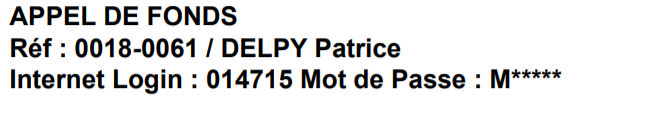 APPEL DE FONDS
Réf : 0018-0061 / DELPY Patrice
Internet Login : 014715 Mot de Passe : M*****